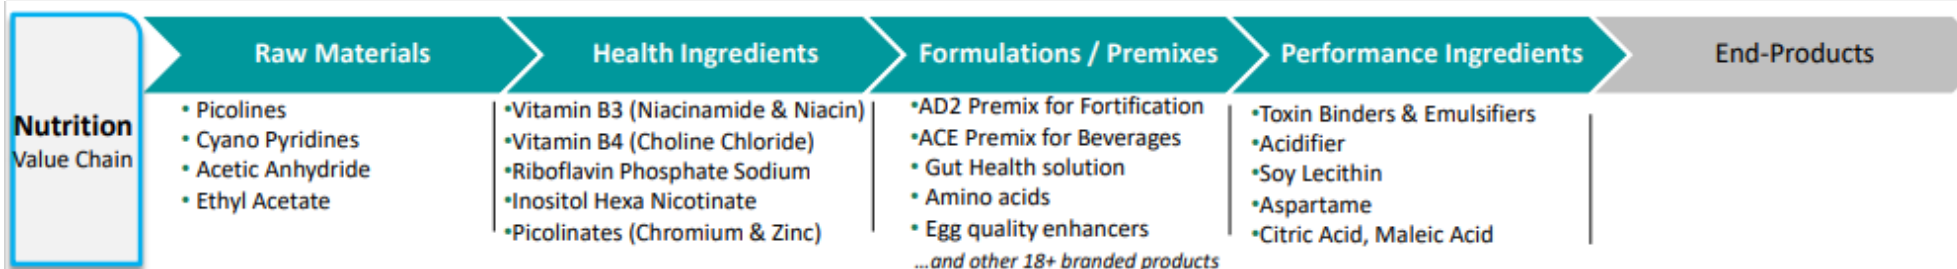 Nutrition
Value Chain
Raw Materials
• Picolines
• Cyano Pyridines
• Acetic Anhydride
• Ethyl Acetate
Health Ingredients
•Vitamin B3 (Niacinamide & Niacin)
•Vitamin B4 (Choline Chloride)
•Riboflavin Phosphate Sodium
•Inositol Hexa Nicotinate
•Picolinates (Chromium & Zinc)
Formulations / Premixes
•AD2 Premix for Fortification
•ACE Premix for Beverages
• Gut Health solution
• Amino acids
• Egg quality enhancers
...and other 18+ branded products
Performance Ingredients
•Toxin Binders & Emulsifiers
•Acidifier
•Soy Lecithin
•Aspartame
•Citric Acid, Maleic Acid
End-Products